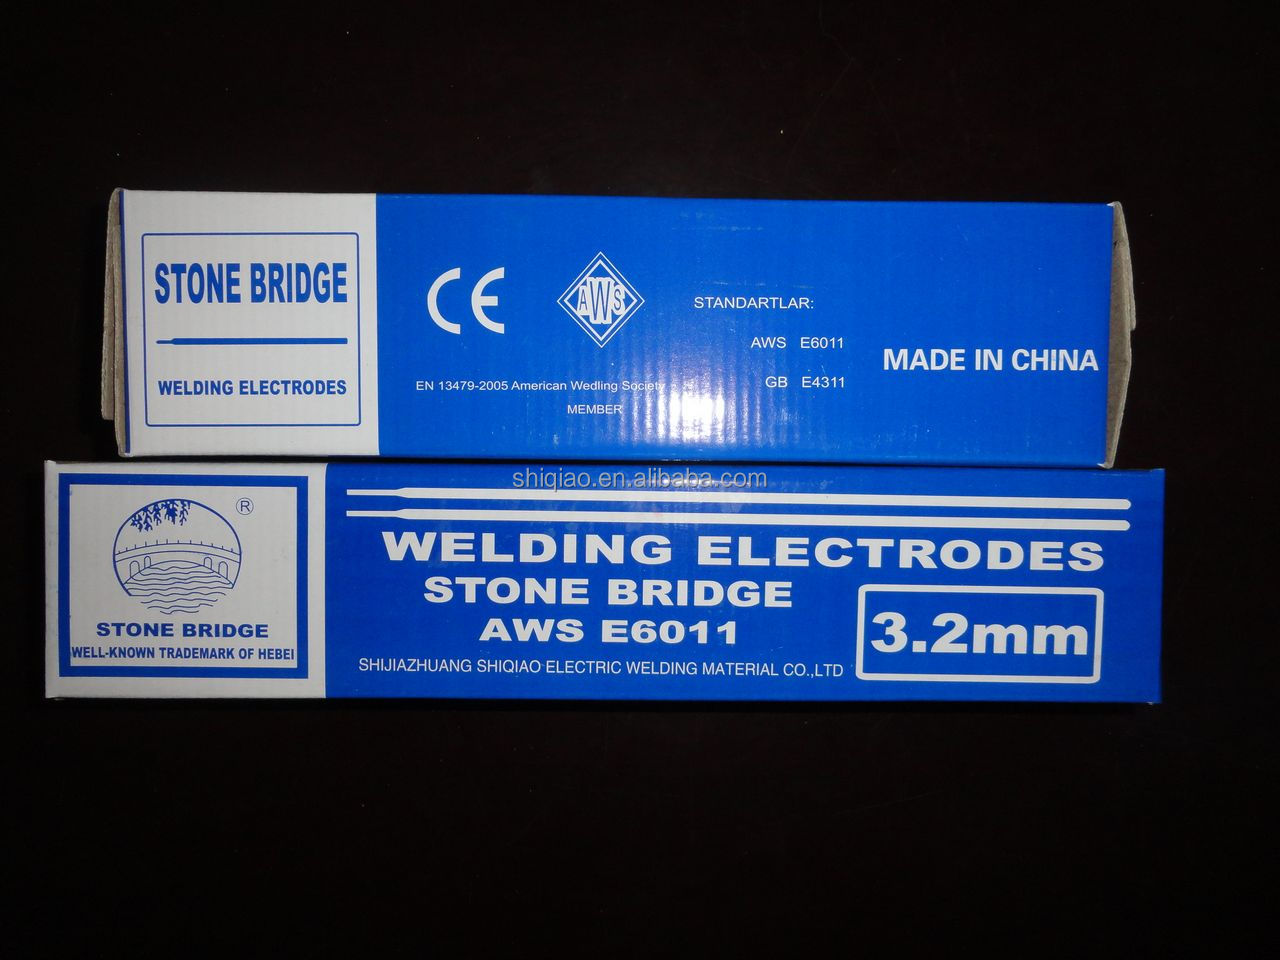 STONE BRIDGE
WELDING ELECTRODES
CE
AWS
EN 13479-2005 American Wedling Society
MEMBER
STANDARTLAR:
AWS E6011
GB E4311
MADE IN CHINA
shiqiao.en.alibaba.com
®
STONE BRIDGE
WELL-KNOWN TRADEMARK OF HEBEI
WELDING ELECTRODES
STONE BRIDGE
AWS E6011
SHIJIAZHUANG SHIQIAO ELECTRIC WELDING MATERIAL CO.,LTD
3.2mm